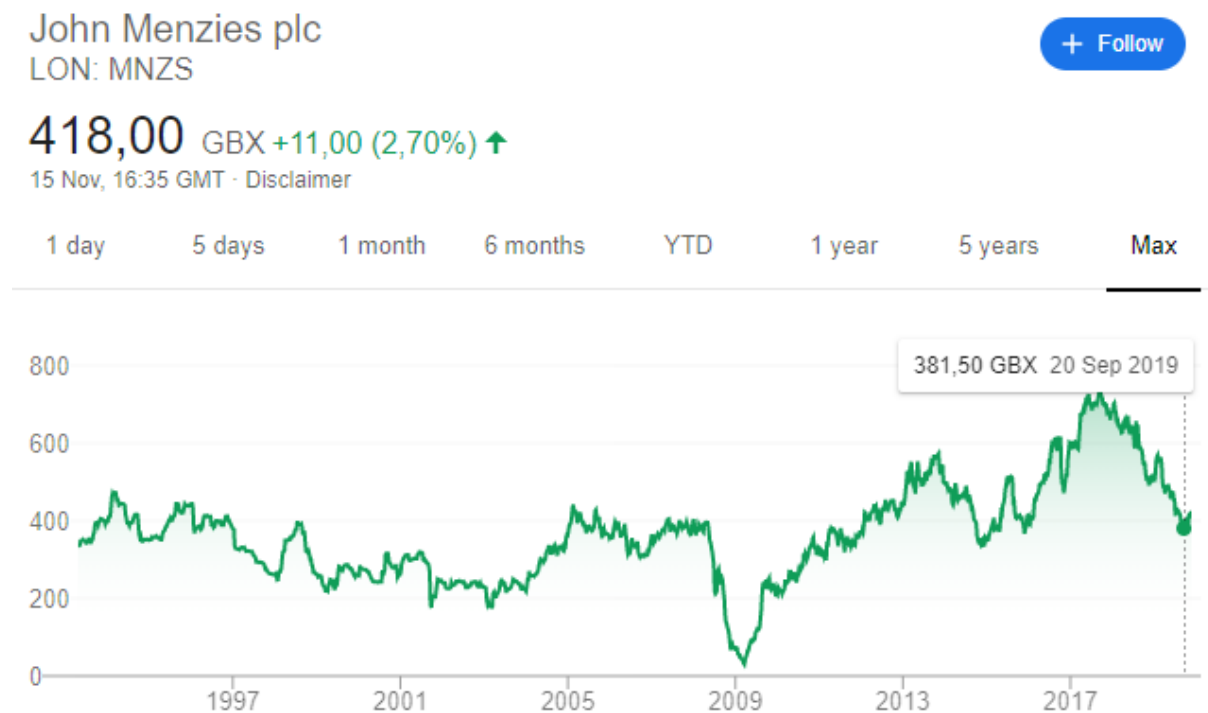 John Menzies plc
+ Follow
LON: MNZS
418,00 GBX +11,00 (2,70%) ↑
15 Nov, 16:35 GMT · Disclaimer
1 day 5 days 1 month 6 months YTD 1 year 5 years Max
381,50 GBX 20 Sep 2019
800
600
400
200
0
1997 2001 2005 2009 2013 2017